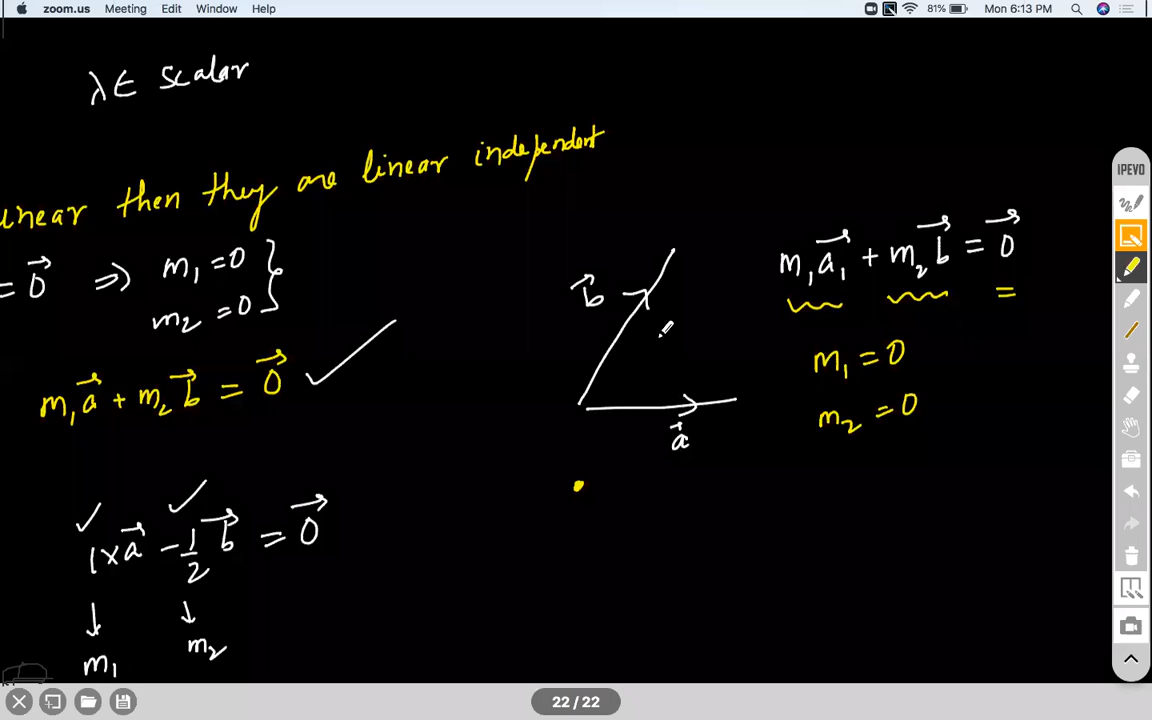 zoom.us Meeting Edit Window Help 81% Mon 6:13 PM
λ ∈ scalar
then they are linear independent
= 0⃗ ⇒ m₁ = 0
m₂ = 0
m₁a⃗ + m₂b⃗ = 0⃗
1×a⃗ - 1/2 b⃗ = 0⃗
m₁ m₂
b⃗
a⃗
m₁a⃗₁ + m₂b⃗ = 0⃗
m₁ = 0
m₂ = 0
IPEVO
22 / 22